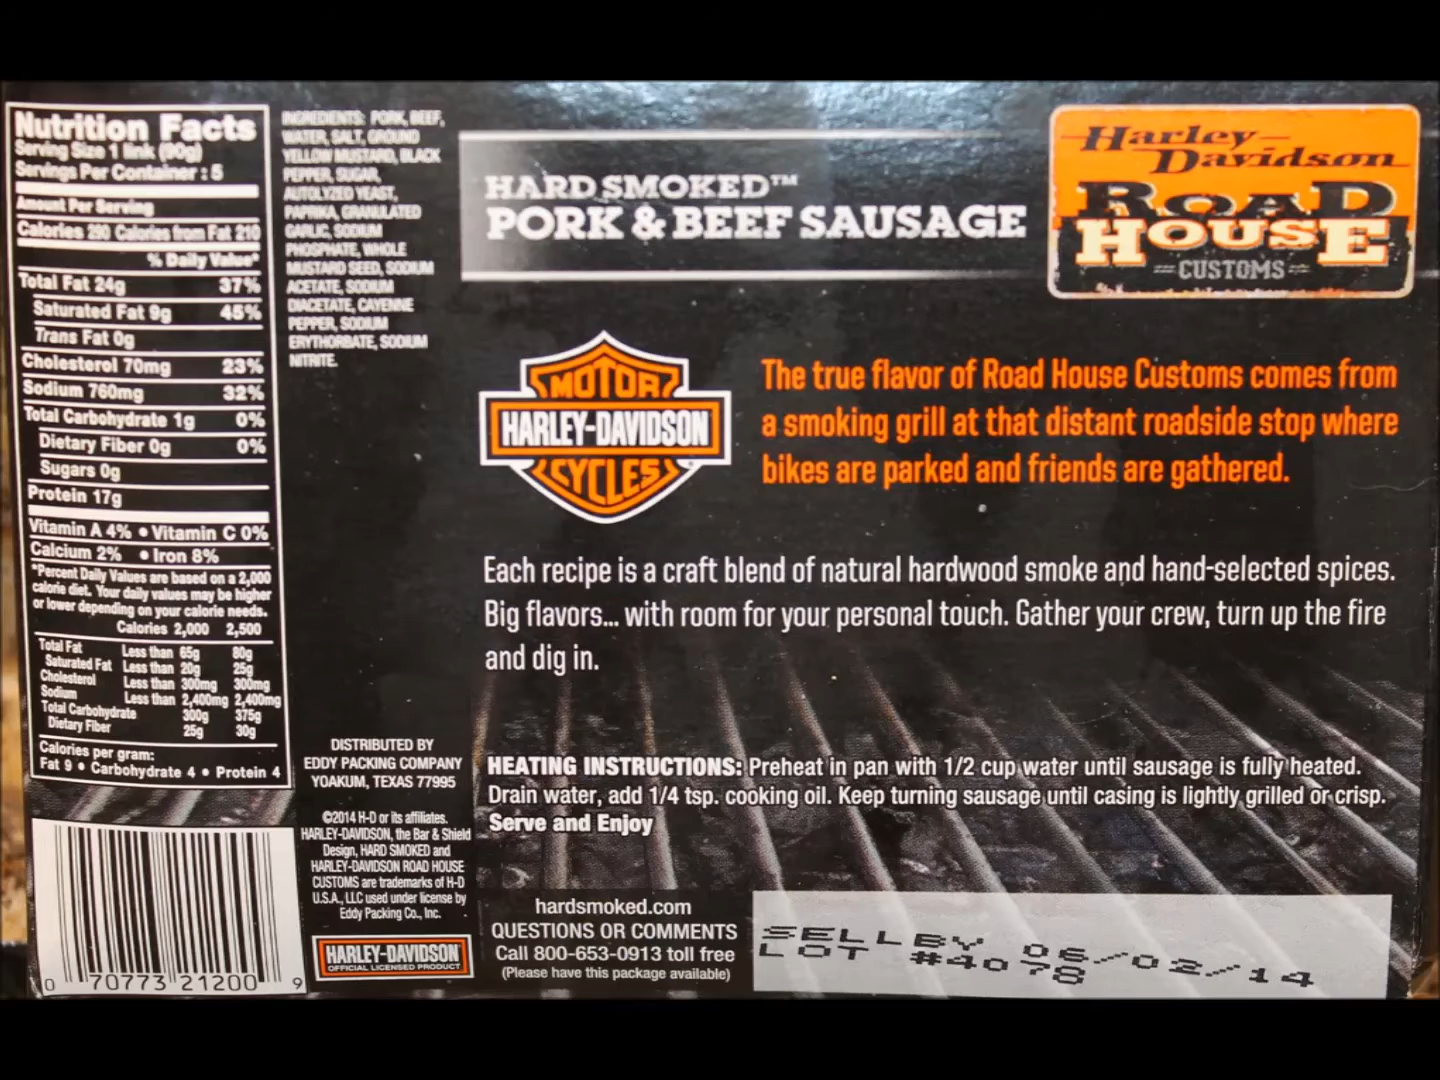 Nutrition Facts
Serving Size 1 link (90g)
Servings Per Container : 5
Amount Per Serving
Calories 290 Calories from Fat 210
% Daily Value*
Total Fat 24g 37%
Saturated Fat 9g 45%
Trans Fat 0g
Cholesterol 70mg 23%
Sodium 760mg 32%
Total Carbohydrate 1g 0%
Dietary Fiber 0g 0%
Sugars 0g
Protein 17g
Vitamin A 4% • Vitamin C 0%
Calcium 2% • Iron 8%
*Percent Daily Values are based on a 2,000
calorie diet. Your daily values may be higher
or lower depending on your calorie needs.
Calories 2,000 2,500
Total Fat Less than 65g 80g
Saturated Fat Less than 20g 25g
Cholesterol Less than 300mg 300mg
Sodium Less than 2,400mg 2,400mg
Total Carbohydrate 300g 375g
Dietary Fiber 25g 30g
Calories per gram:
Fat 9 • Carbohydrate 4 • Protein 4
INGREDIENTS: PORK, BEEF,
WATER, SALT, GROUND
YELLOW MUSTARD, BLACK
PEPPER, SUGAR,
AUTOLYZED YEAST,
PAPRIKA, GRANULATED
GARLIC, SODIUM
PHOSPHATE, WHOLE
MUSTARD SEED, SODIUM
ACETATE, SODIUM
DIACETATE, CAYENNE
PEPPER, SODIUM
ERYTHORBATE, SODIUM
NITRITE.
HARD SMOKED™
PORK & BEEF SAUSAGE
Harley-
Davidson
ROAD
HOUSE
CUSTOMS
MOTOR
HARLEY-DAVIDSON
CYCLES
The true flavor of Road House Customs comes from
a smoking grill at that distant roadside stop where
bikes are parked and friends are gathered.
Each recipe is a craft blend of natural hardwood smoke and hand-selected spices.
Big flavors... with room for your personal touch. Gather your crew, turn up the fire
and dig in.
HEATING INSTRUCTIONS: Preheat in pan with 1/2 cup water until sausage is fully heated.
Drain water, add 1/4 tsp. cooking oil. Keep turning sausage until casing is lightly grilled or crisp.
Serve and Enjoy
DISTRIBUTED BY
EDDY PACKING COMPANY
YOAKUM, TEXAS 77995
©2014 H-D or its affiliates.
HARLEY-DAVIDSON, the Bar & Shield
Design, HARD SMOKED and
HARLEY-DAVIDSON ROAD HOUSE
CUSTOMS are trademarks of H-D
U.S.A., LLC used under license by
Eddy Packing Co., Inc.
HARLEY-DAVIDSON
OFFICIAL LICENSED PRODUCT
hardsmoked.com
QUESTIONS OR COMMENTS
Call 800-653-0913 toll free
(Please have this package available)
SELL BY 06/02/14
LOT #4078
0 70773 21200 9